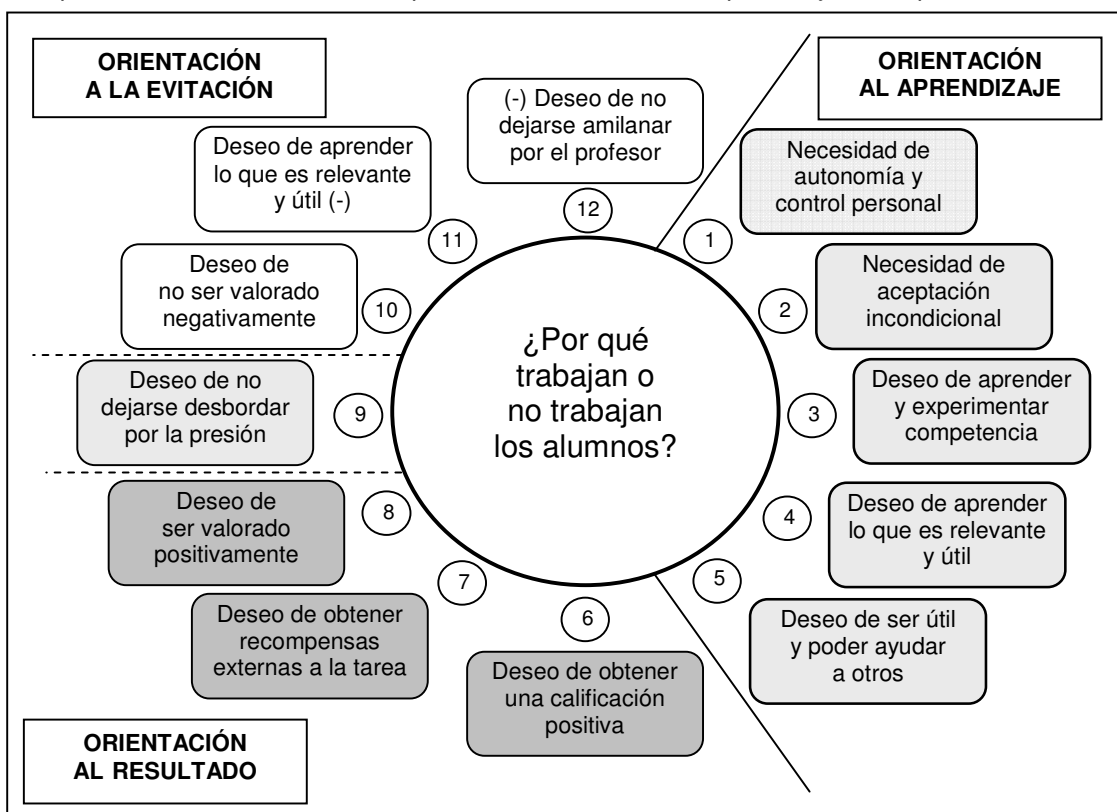 ORIENTACIÓN
A LA EVITACIÓN
ORIENTACIÓN
AL APRENDIZAJE
(-) Deseo de no
dejarse amilanar
por el profesor
12
Necesidad de
autonomía y
control personal
1
Necesidad de
aceptación
incondicional
2
Deseo de aprender
y experimentar
competencia
3
Deseo de aprender
lo que es relevante
y útil
4
Deseo de ser útil
y poder ayudar
a otros
5
Deseo de obtener
una calificación
positiva
6
Deseo de obtener
recompensas
externas a la tarea
7
Deseo de
ser valorado
positivamente
8
Deseo de no
dejarse desbordar
por la presión
9
Deseo de
no ser valorado
negativamente
10
Deseo de aprender
lo que es relevante
y útil (-)
11
¿Por qué
trabajan o
no trabajan
los alumnos?
ORIENTACIÓN
AL RESULTADO